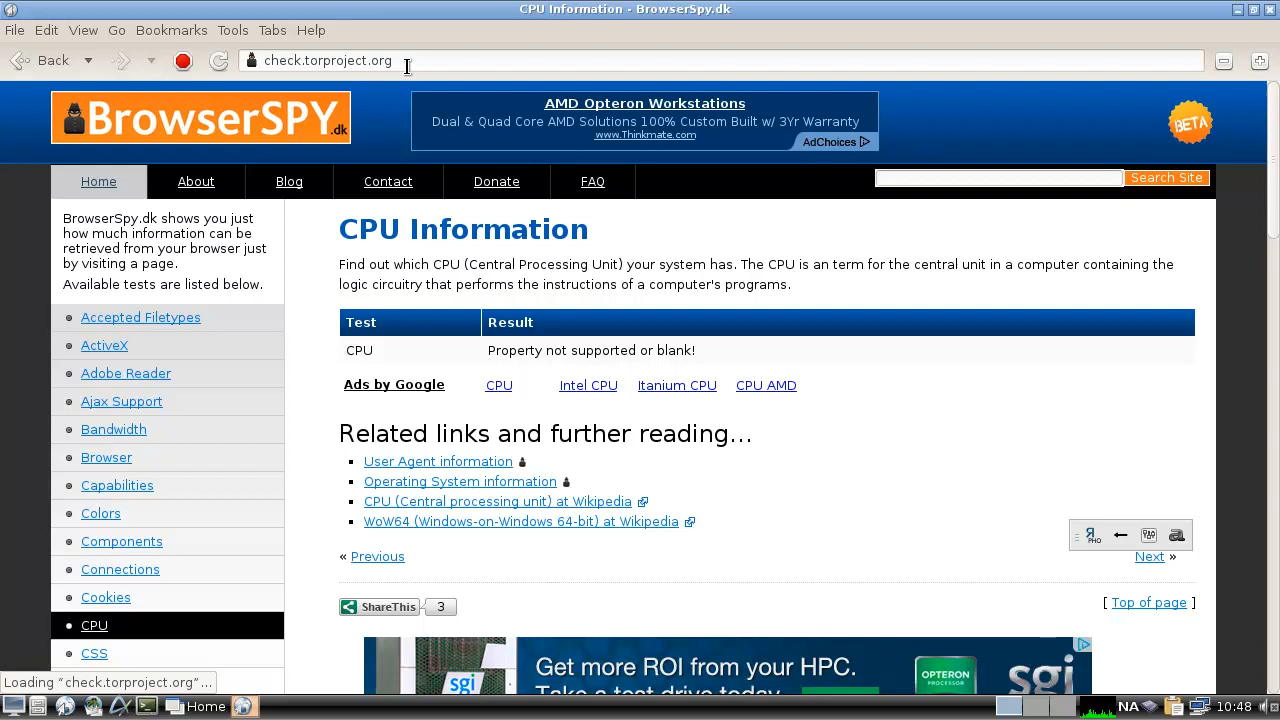 CPU Information - BrowserSpy.dk
File Edit View Go Bookmarks Tools Tabs Help
Back
check.torproject.org
BrowserSPY.dk
AMD Opteron Workstations
Dual & Quad Core AMD Solutions 100% Custom Built w/ 3Yr Warranty
www.Thinkmate.com
AdChoices
BETA
Home About Blog Contact Donate FAQ
Search Site
BrowserSpy.dk shows you just
how much information can be
retrieved from your browser just
by visiting a page.
Available tests are listed below.
Accepted Filetypes
ActiveX
Adobe Reader
Ajax Support
Bandwidth
Browser
Capabilities
Colors
Components
Connections
Cookies
CPU
CSS
CPU Information
Find out which CPU (Central Processing Unit) your system has. The CPU is an term for the central unit in a computer containing the
logic circuitry that performs the instructions of a computer's programs.
Test Result
CPU Property not supported or blank!
Ads by Google CPU Intel CPU Itanium CPU CPU AMD
Related links and further reading...
User Agent information
Operating System information
CPU (Central processing unit) at Wikipedia
WoW64 (Windows-on-Windows 64-bit) at Wikipedia
« Previous
Next »
ShareThis 3
[ Top of page ]
sgi
Get more ROI from your HPC.
Take a test drive today
OPTERON
PROCESSOR
sgi
Loading “check.torproject.org”...
Home
NA
10:48